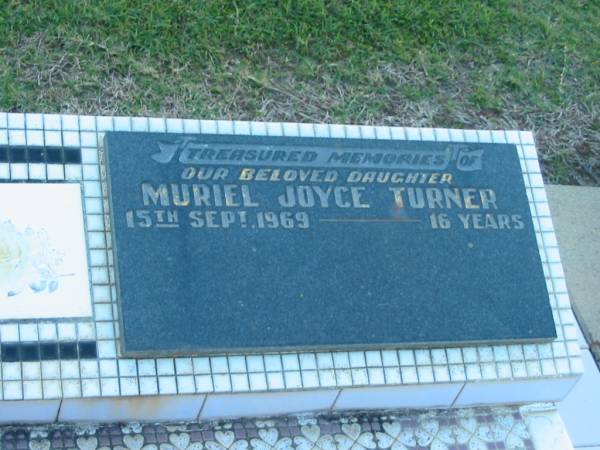 TREASURED MEMORIES OF
OUR BELOVED DAUGHTER
MURIEL JOYCE TURNER
15TH SEPT. 1969 — 16 YEARS